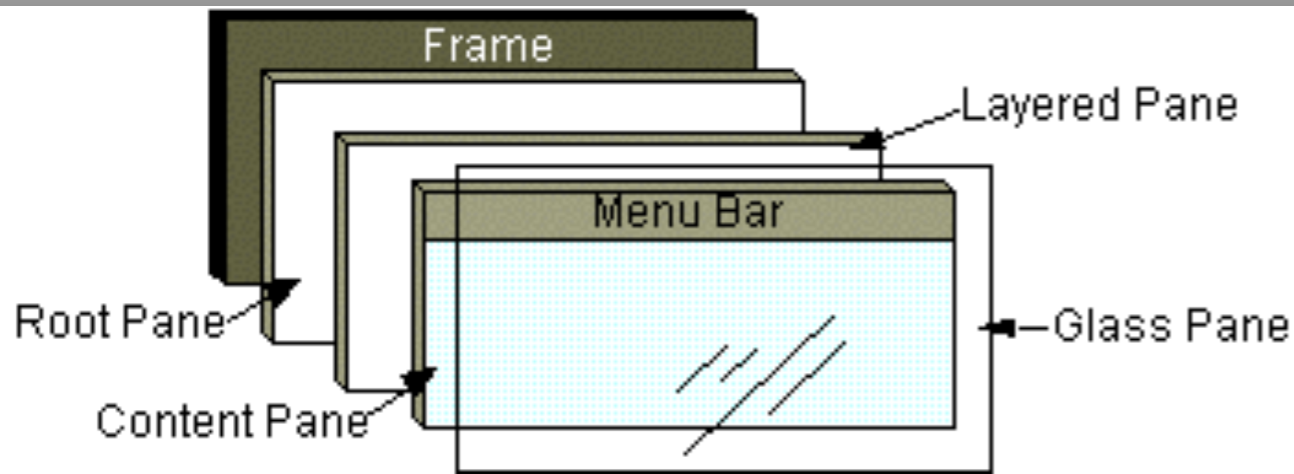 Frame
Layered Pane
Menu Bar
Root Pane
Glass Pane
Content Pane